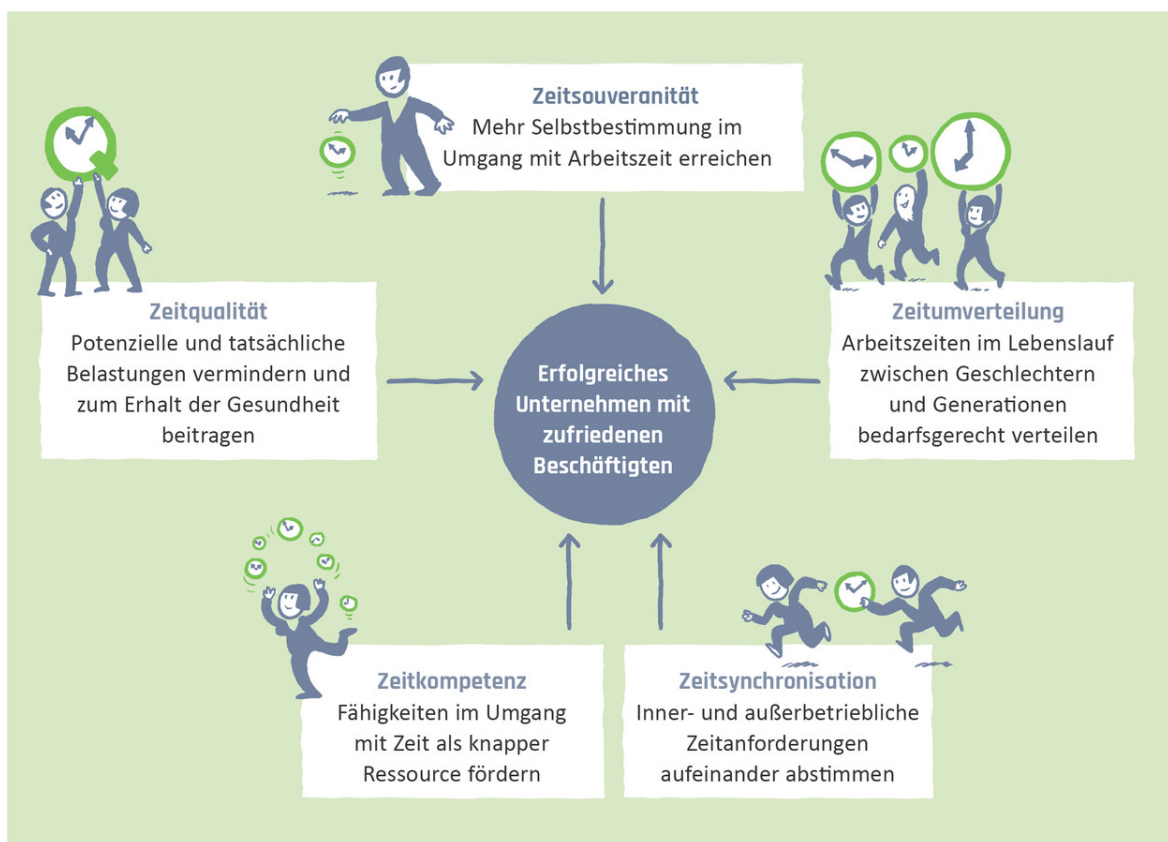 Zeitsouveranität
Mehr Selbstbestimmung im
Umgang mit Arbeitszeit erreichen
Zeitqualität
Potenzielle und tatsächliche
Belastungen vermindern und
zum Erhalt der Gesundheit
beitragen
Erfolgreiches
Unternehmen mit
zufriedenen
Beschäftigten
Zeitumverteilung
Arbeitszeiten im Lebenslauf
zwischen Geschlechtern
und Generationen
bedarfsgerecht verteilen
Zeitkompetenz
Fähigkeiten im Umgang
mit Zeit als knapper
Ressource fördern
Zeitsynchronisation
Inner- und außerbetriebliche
Zeitanforderungen
aufeinander abstimmen